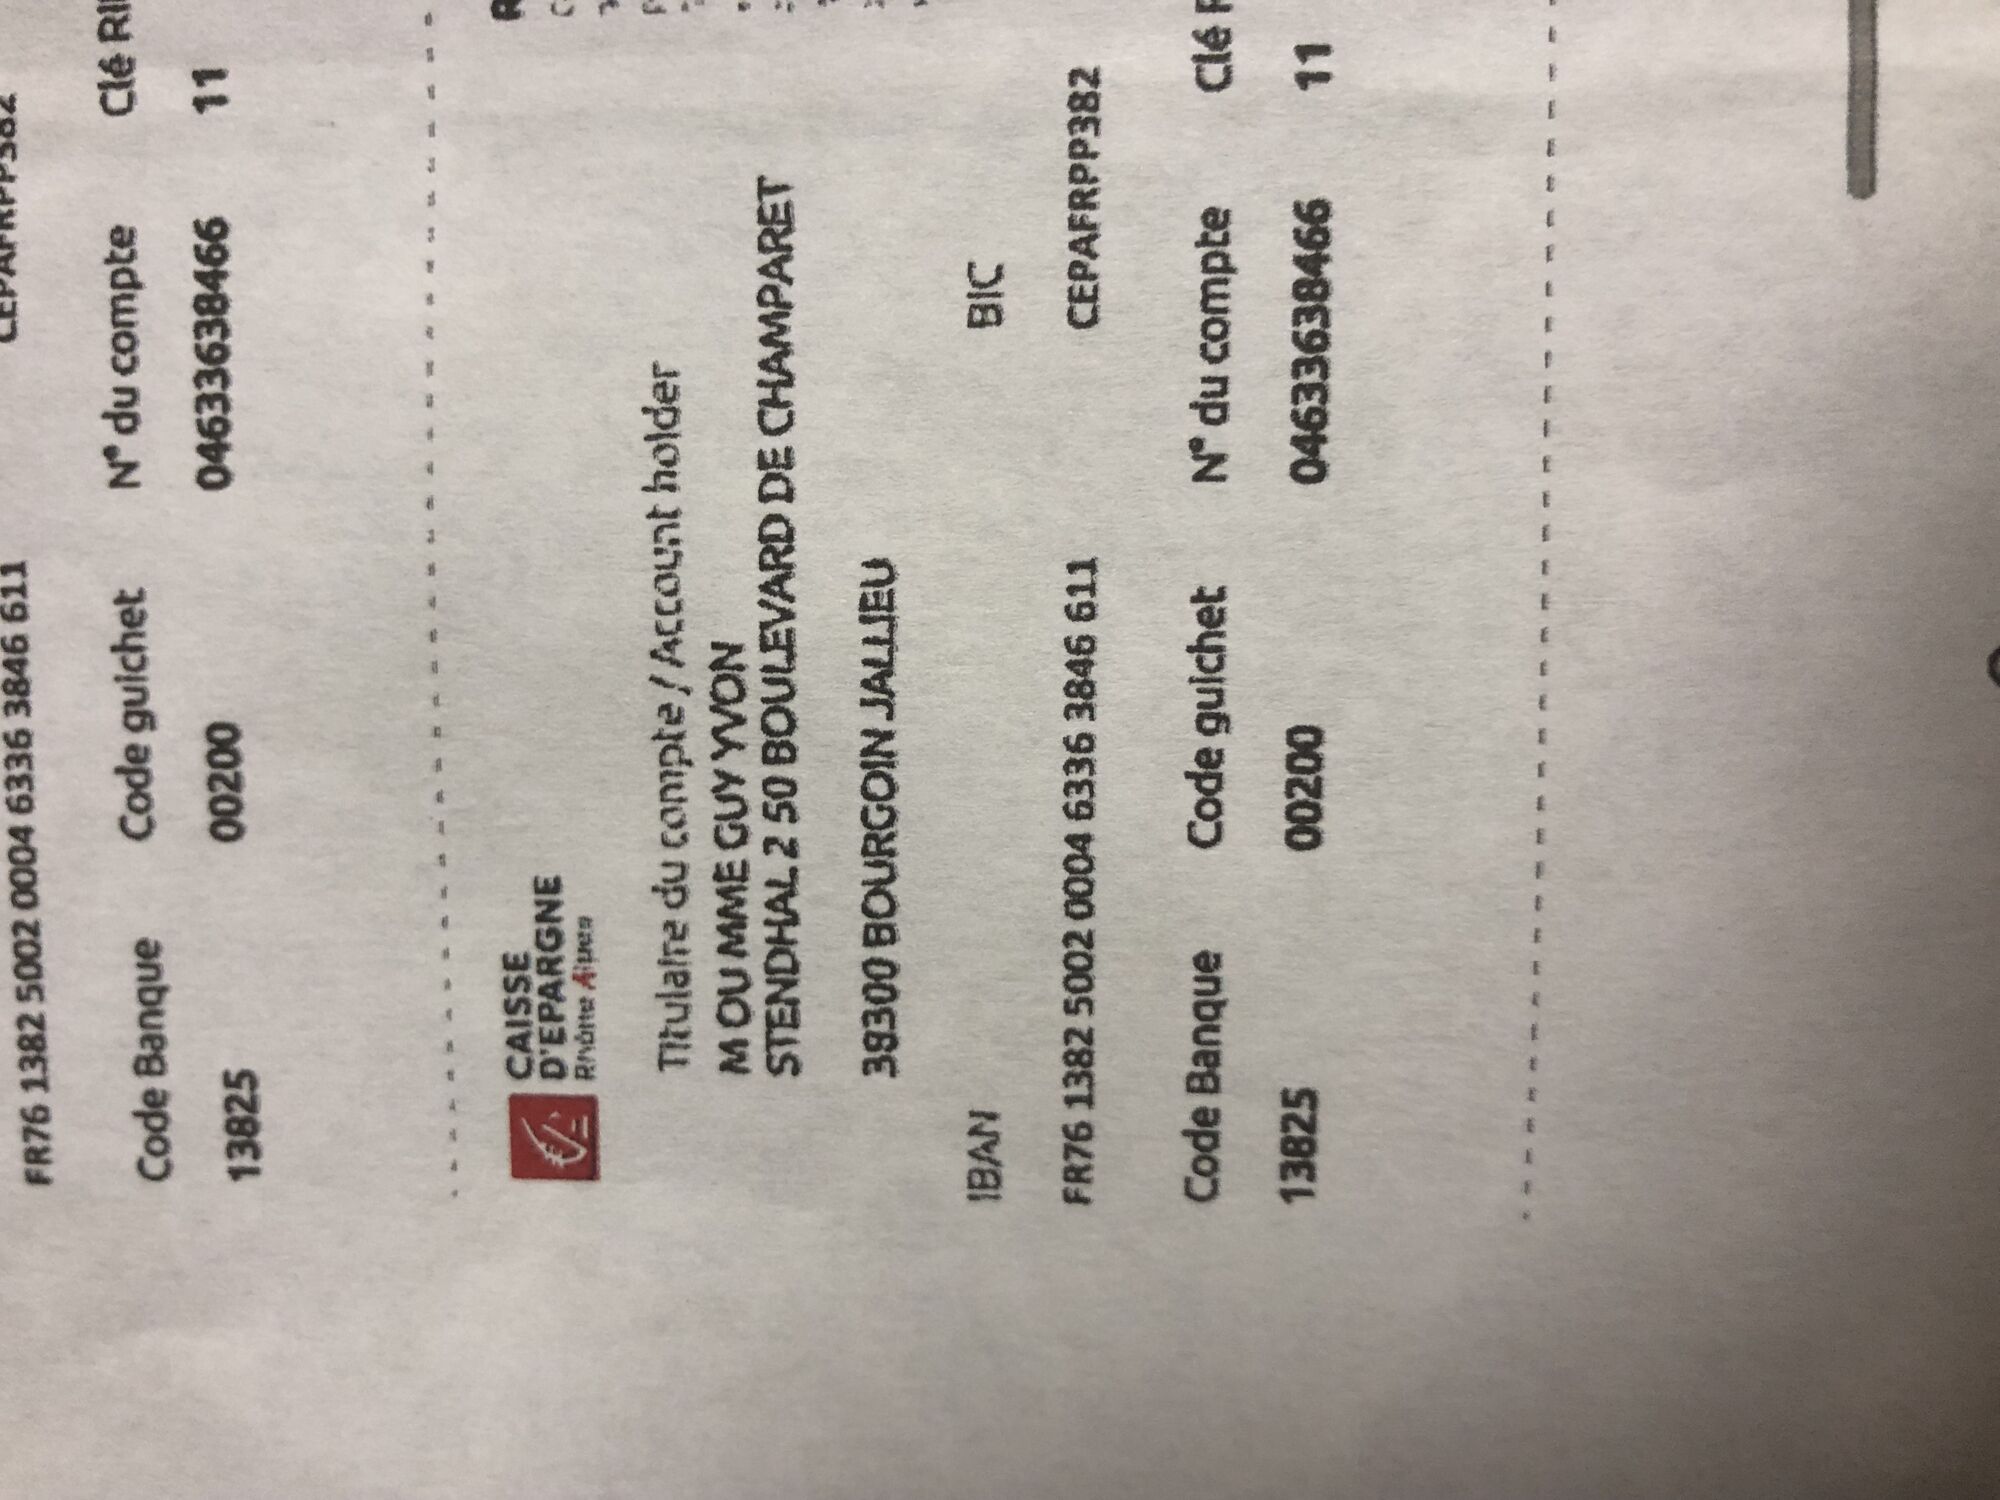 FR76 1382 5002 0004 6336 3846 611 CEPAFRPP382
Code Banque Code guichet N° du compte Clé RI
13825 00200 04633638466 11
CAISSE
D'EPARGNE
Rhône Alpes
Titulaire du compte / Account holder
M OU MME GUY YVON
STENDHAL 2 50 BOULEVARD DE CHAMPARET
38300 BOURGOIN JALLIEU
IBAN BIC
FR76 1382 5002 0004 6336 3846 611 CEPAFRPP382
Code Banque Code guichet N° du compte Clé R
13825 00200 04633638466 11